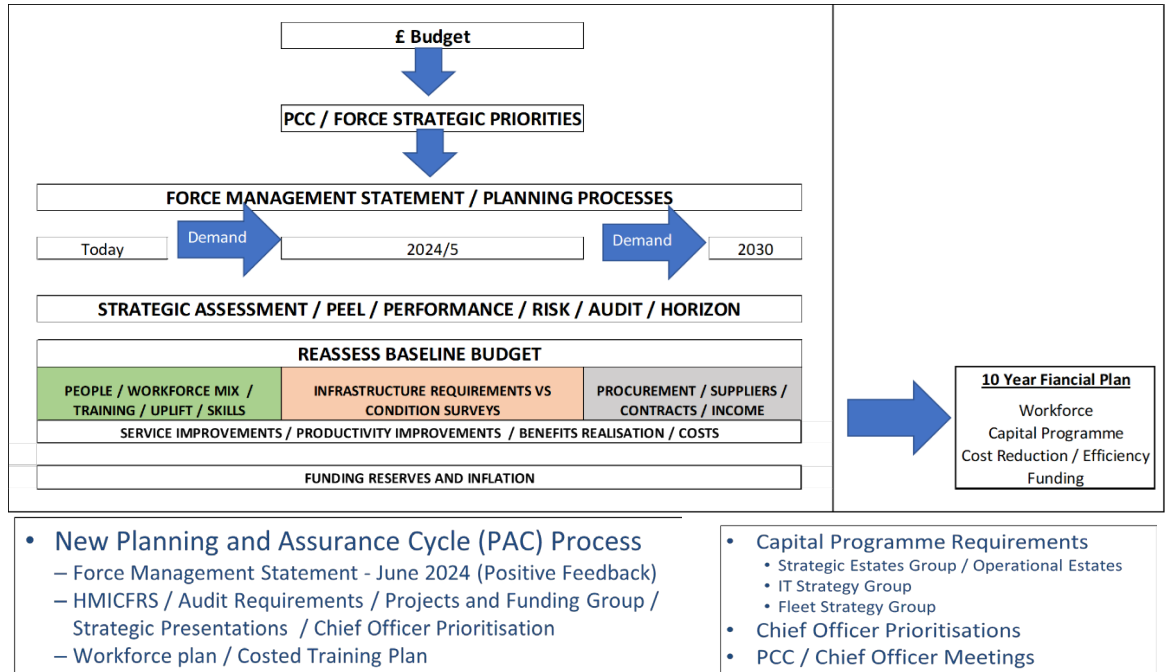 £ Budget
PCC / FORCE STRATEGIC PRIORITIES
FORCE MANAGEMENT STATEMENT / PLANNING PROCESSES
Today
Demand
2024/5
Demand
2030
STRATEGIC ASSESSMENT / PEEL / PERFORMANCE / RISK / AUDIT / HORIZON
REASSESS BASELINE BUDGET
PEOPLE / WORKFORCE MIX /
TRAINING / UPLIFT / SKILLS
INFRASTRUCTURE REQUIREMENTS VS
CONDITION SURVEYS
PROCUREMENT / SUPPLIERS /
CONTRACTS / INCOME
SERVICE IMPROVEMENTS / PRODUCTIVITY IMPROVEMENTS / BENEFITS REALISATION / COSTS
FUNDING RESERVES AND INFLATION
10 Year Fiancial Plan
Workforce
Capital Programme
Cost Reduction / Efficiency
Funding
• New Planning and Assurance Cycle (PAC) Process
– Force Management Statement - June 2024 (Positive Feedback)
– HMICFRS / Audit Requirements / Projects and Funding Group /
Strategic Presentations / Chief Officer Prioritisation
– Workforce plan / Costed Training Plan
• Capital Programme Requirements
• Strategic Estates Group / Operational Estates
• IT Strategy Group
• Fleet Strategy Group
• Chief Officer Prioritisations
• PCC / Chief Officer Meetings